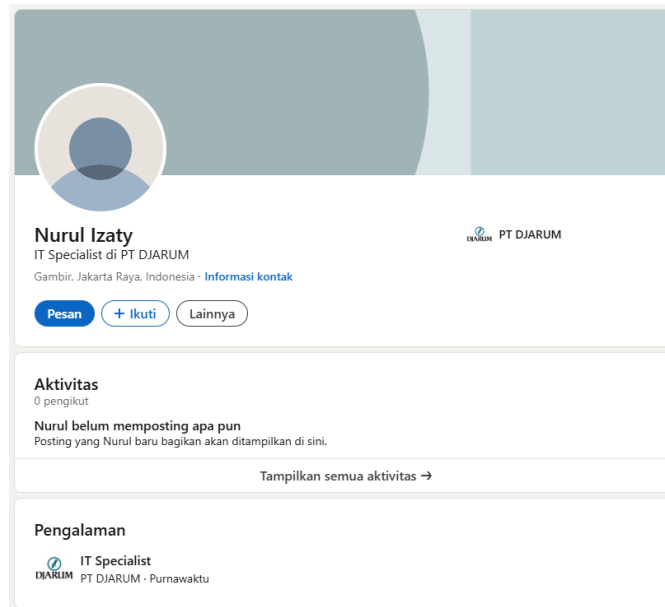 Nurul Izaty
IT Specialist di PT DJARUM
Gambir, Jakarta Raya, Indonesia · Informasi kontak
DJARUM PT DJARUM
Pesan
+ Ikuti
Lainnya
Aktivitas
0 pengikut
Nurul belum memposting apa pun
Posting yang Nurul baru bagikan akan ditampilkan di sini.
Tampilkan semua aktivitas →
Pengalaman
DJARUM
IT Specialist
PT DJARUM · Purnawaktu